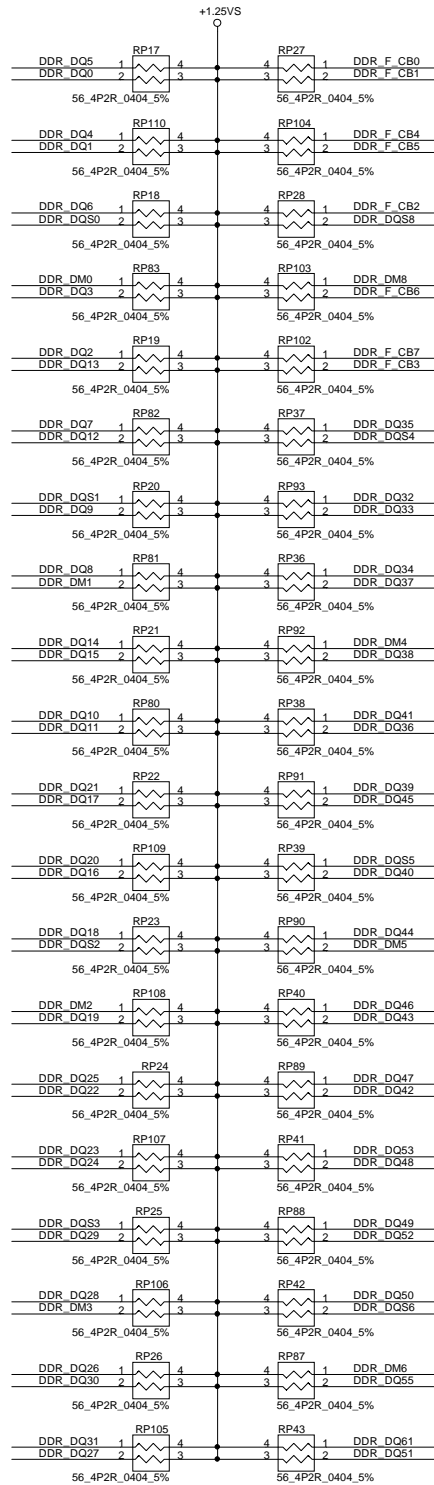 +1.25VS
RP17 RP27
DDR_DQ5 1 4 4 1 DDR_F_CB0
DDR_DQ0 2 3 3 2 DDR_F_CB1
56_4P2R_0404_5% 56_4P2R_0404_5%
RP110 RP104
DDR_DQ4 1 4 4 1 DDR_F_CB4
DDR_DQ1 2 3 3 2 DDR_F_CB5
56_4P2R_0404_5% 56_4P2R_0404_5%
RP18 RP28
DDR_DQ6 1 4 4 1 DDR_F_CB2
DDR_DQS0 2 3 3 2 DDR_DQS8
56_4P2R_0404_5% 56_4P2R_0404_5%
RP83 RP103
DDR_DM0 1 4 4 1 DDR_DM8
DDR_DQ3 2 3 3 2 DDR_F_CB6
56_4P2R_0404_5% 56_4P2R_0404_5%
RP19 RP102
DDR_DQ2 1 4 4 1 DDR_F_CB7
DDR_DQ13 2 3 3 2 DDR_F_CB3
56_4P2R_0404_5% 56_4P2R_0404_5%
RP82 RP37
DDR_DQ7 1 4 4 1 DDR_DQ35
DDR_DQ12 2 3 3 2 DDR_DQS4
56_4P2R_0404_5% 56_4P2R_0404_5%
RP20 RP93
DDR_DQS1 1 4 4 1 DDR_DQ32
DDR_DQ9 2 3 3 2 DDR_DQ33
56_4P2R_0404_5% 56_4P2R_0404_5%
RP81 RP36
DDR_DQ8 1 4 4 1 DDR_DQ34
DDR_DM1 2 3 3 2 DDR_DQ37
56_4P2R_0404_5% 56_4P2R_0404_5%
RP21 RP92
DDR_DQ14 1 4 4 1 DDR_DM4
DDR_DQ15 2 3 3 2 DDR_DQ38
56_4P2R_0404_5% 56_4P2R_0404_5%
RP80 RP38
DDR_DQ10 1 4 4 1 DDR_DQ41
DDR_DQ11 2 3 3 2 DDR_DQ36
56_4P2R_0404_5% 56_4P2R_0404_5%
RP22 RP91
DDR_DQ21 1 4 4 1 DDR_DQ39
DDR_DQ17 2 3 3 2 DDR_DQ45
56_4P2R_0404_5% 56_4P2R_0404_5%
RP109 RP39
DDR_DQ20 1 4 4 1 DDR_DQS5
DDR_DQ16 2 3 3 2 DDR_DQ40
56_4P2R_0404_5% 56_4P2R_0404_5%
RP23 RP90
DDR_DQ18 1 4 4 1 DDR_DQ44
DDR_DQS2 2 3 3 2 DDR_DM5
56_4P2R_0404_5% 56_4P2R_0404_5%
RP108 RP40
DDR_DM2 1 4 4 1 DDR_DQ46
DDR_DQ19 2 3 3 2 DDR_DQ43
56_4P2R_0404_5% 56_4P2R_0404_5%
RP24 RP89
DDR_DQ25 1 4 4 1 DDR_DQ47
DDR_DQ22 2 3 3 2 DDR_DQ42
56_4P2R_0404_5% 56_4P2R_0404_5%
RP107 RP41
DDR_DQ23 1 4 4 1 DDR_DQ53
DDR_DQ24 2 3 3 2 DDR_DQ48
56_4P2R_0404_5% 56_4P2R_0404_5%
RP25 RP88
DDR_DQS3 1 4 4 1 DDR_DQ49
DDR_DQ29 2 3 3 2 DDR_DQ52
56_4P2R_0404_5% 56_4P2R_0404_5%
RP106 RP42
DDR_DQ28 1 4 4 1 DDR_DQ50
DDR_DM3 2 3 3 2 DDR_DQS6
56_4P2R_0404_5% 56_4P2R_0404_5%
RP26 RP87
DDR_DQ26 1 4 4 1 DDR_DM6
DDR_DQ30 2 3 3 2 DDR_DQ55
56_4P2R_0404_5% 56_4P2R_0404_5%
RP105 RP43
DDR_DQ31 1 4 4 1 DDR_DQ61
DDR_DQ27 2 3 3 2 DDR_DQ51
56_4P2R_0404_5% 56_4P2R_0404_5%